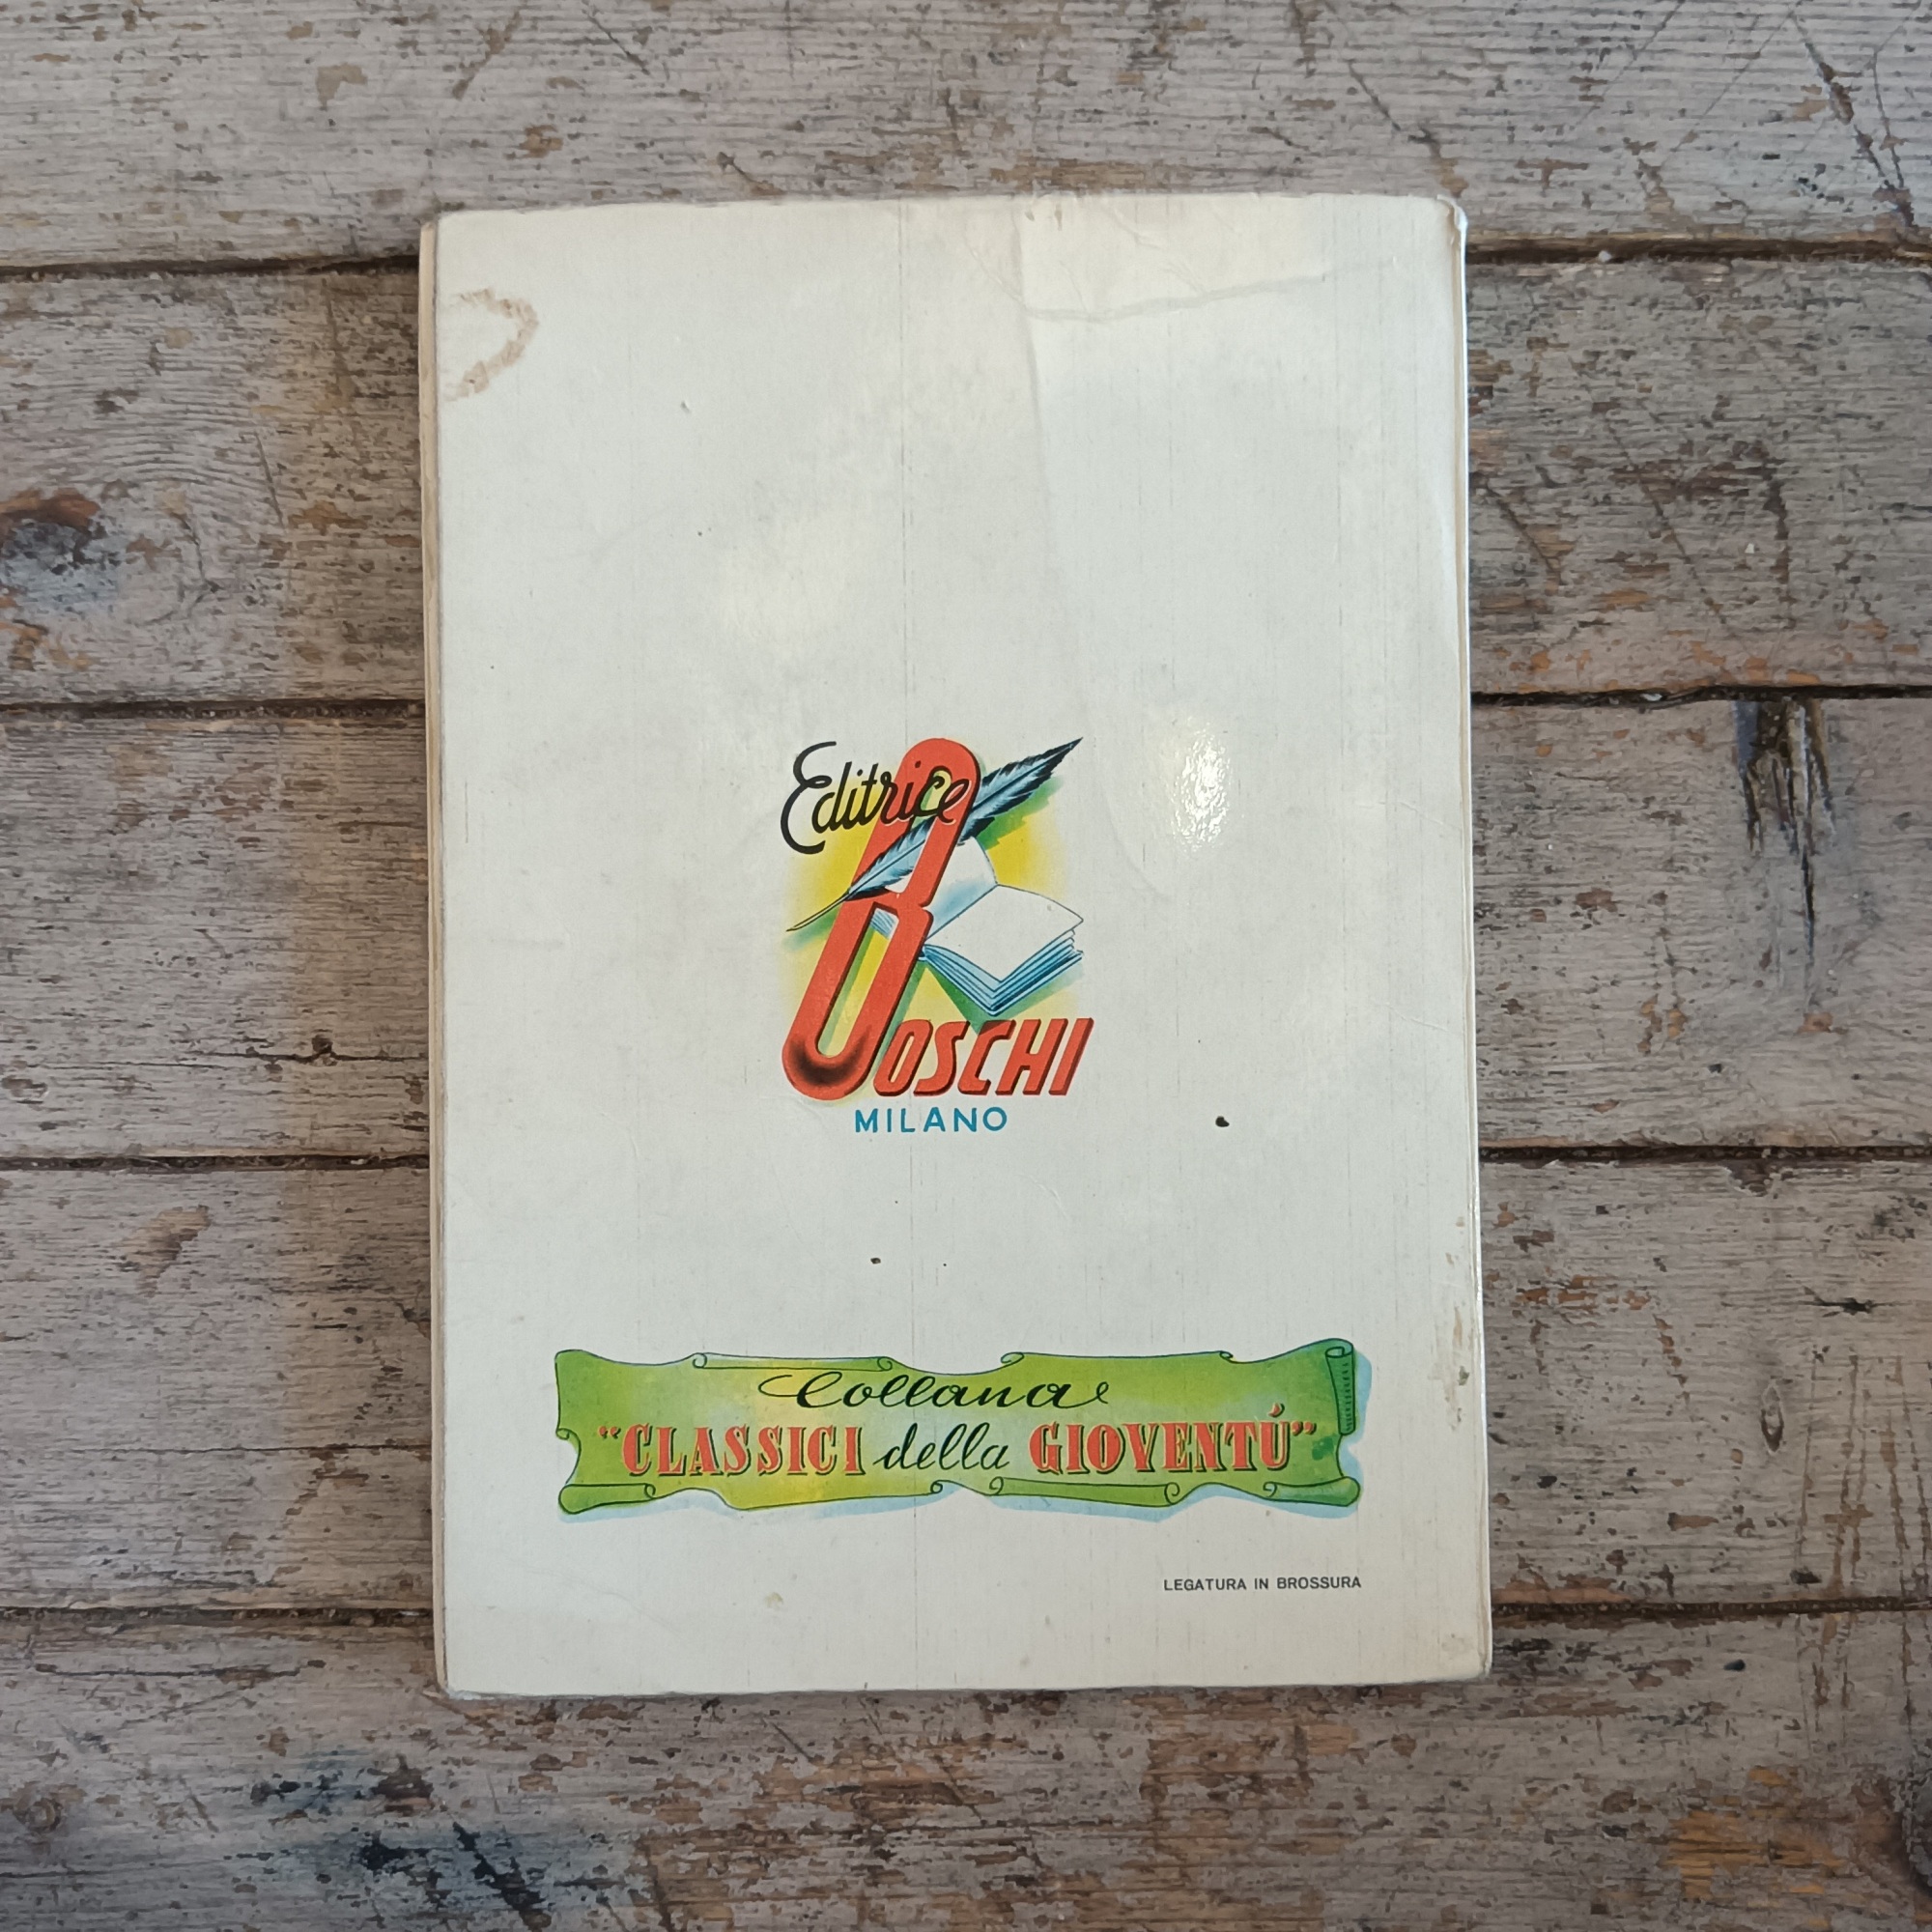 Editrice
BOSCHI
MILANO
Collana
"CLASSICI della GIOVENTÚ"
LEGATURA IN BROSSURA